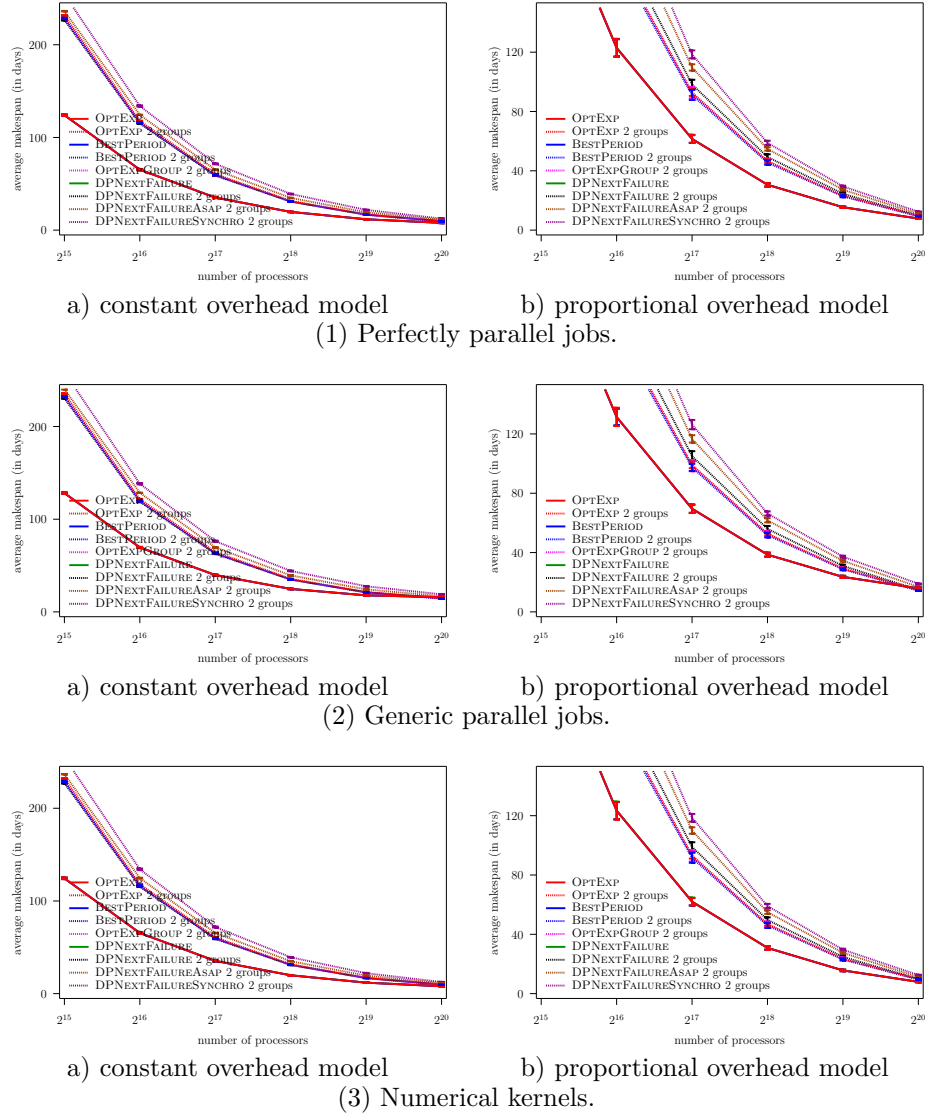 average makespan (in days)
200
100
0
OPTEXP
OPTEXP 2 groups
BESTPERIOD
BESTPERIOD 2 groups
OPTEXPGROUP 2 groups
DPNEXTFAILURE
DPNEXTFAILURE 2 groups
DPNEXTFAILUREASAP 2 groups
DPNEXTFAILURESYNCHRO 2 groups
2^15 2^16 2^17 2^18 2^19 2^20
number of processors
a) constant overhead model
average makespan (in days)
120
80
40
0
OPTEXP
OPTEXP 2 groups
BESTPERIOD
BESTPERIOD 2 groups
OPTEXPGROUP 2 groups
DPNEXTFAILURE
DPNEXTFAILURE 2 groups
DPNEXTFAILUREASAP 2 groups
DPNEXTFAILURESYNCHRO 2 groups
2^15 2^16 2^17 2^18 2^19 2^20
number of processors
b) proportional overhead model
(1) Perfectly parallel jobs.
average makespan (in days)
200
100
0
OPTEXP
OPTEXP 2 groups
BESTPERIOD
BESTPERIOD 2 groups
OPTEXPGROUP 2 groups
DPNEXTFAILURE
DPNEXTFAILURE 2 groups
DPNEXTFAILUREASAP 2 groups
DPNEXTFAILURESYNCHRO 2 groups
2^15 2^16 2^17 2^18 2^19 2^20
number of processors
a) constant overhead model
average makespan (in days)
120
80
40
0
OPTEXP
OPTEXP 2 groups
BESTPERIOD
BESTPERIOD 2 groups
OPTEXPGROUP 2 groups
DPNEXTFAILURE
DPNEXTFAILURE 2 groups
DPNEXTFAILUREASAP 2 groups
DPNEXTFAILURESYNCHRO 2 groups
2^15 2^16 2^17 2^18 2^19 2^20
number of processors
b) proportional overhead model
(2) Generic parallel jobs.
average makespan (in days)
200
100
0
OPTEXP
OPTEXP 2 groups
BESTPERIOD
BESTPERIOD 2 groups
OPTEXPGROUP 2 groups
DPNEXTFAILURE
DPNEXTFAILURE 2 groups
DPNEXTFAILUREASAP 2 groups
DPNEXTFAILURESYNCHRO 2 groups
2^15 2^16 2^17 2^18 2^19 2^20
number of processors
a) constant overhead model
average makespan (in days)
120
80
40
0
OPTEXP
OPTEXP 2 groups
BESTPERIOD
BESTPERIOD 2 groups
OPTEXPGROUP 2 groups
DPNEXTFAILURE
DPNEXTFAILURE 2 groups
DPNEXTFAILUREASAP 2 groups
DPNEXTFAILURESYNCHRO 2 groups
2^15 2^16 2^17 2^18 2^19 2^20
number of processors
b) proportional overhead model
(3) Numerical kernels.